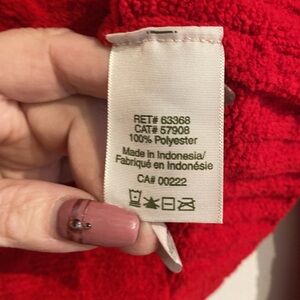 RET# 63368
CAT# 57908
100% Polyester
Made in Indonesia/
Fabriqué en Indonésie
CA# 00222